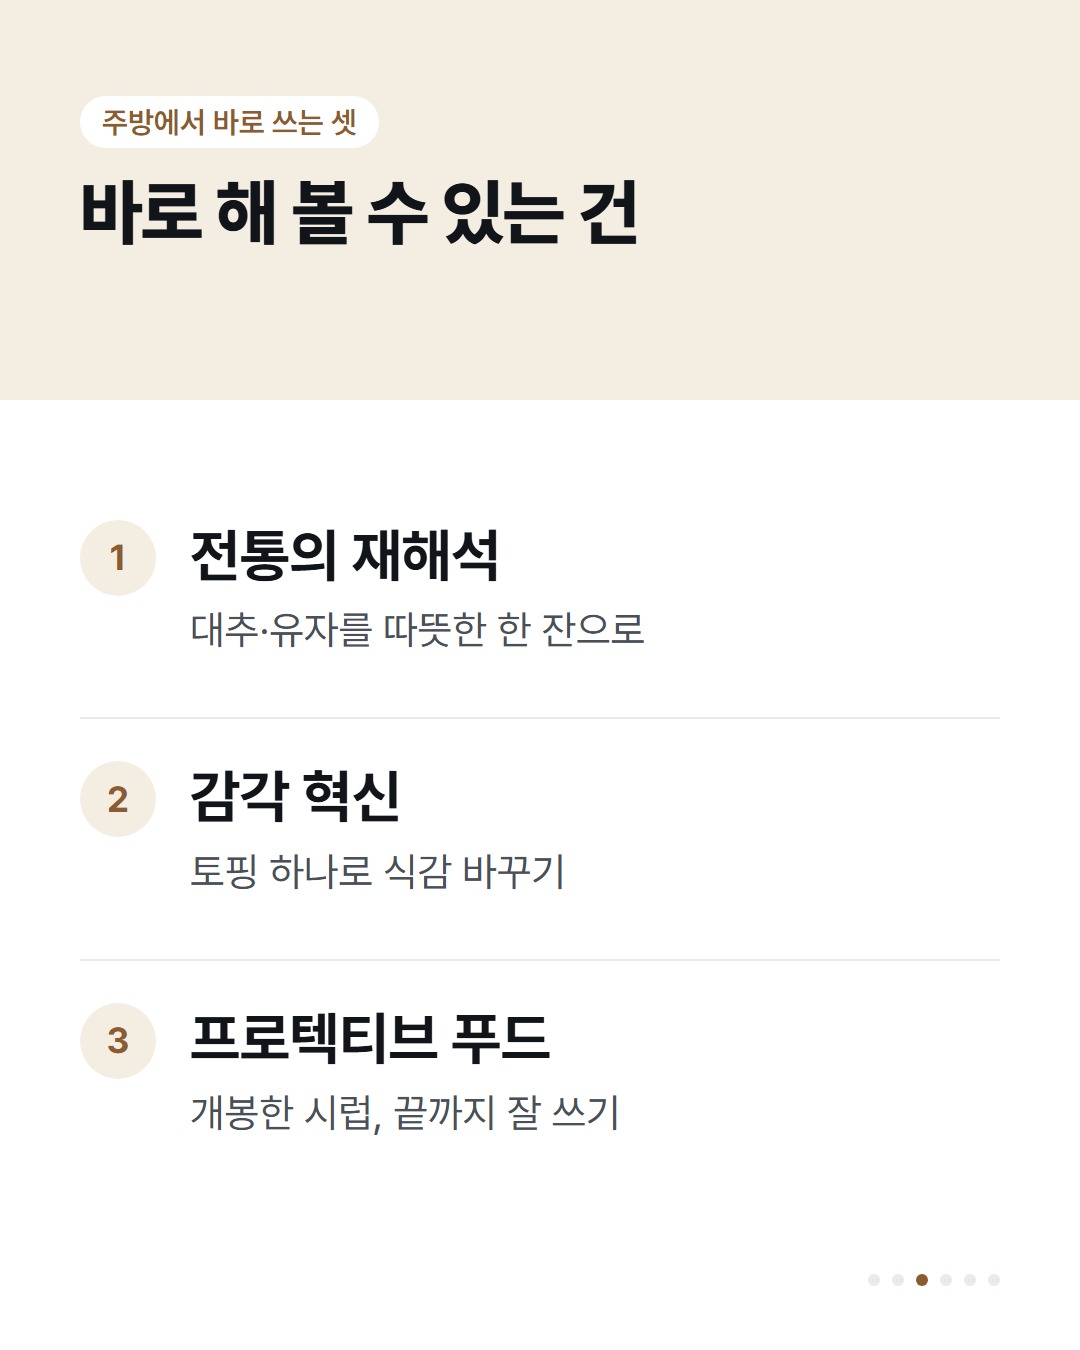 주방에서 바로 쓰는 셋
바로 해 볼 수 있는 건
1
전통의 재해석
대추·유자를 따뜻한 한 잔으로
2
감각 혁신
토핑 하나로 식감 바꾸기
3
프로텍티브 푸드
개봉한 시럽, 끝까지 잘 쓰기